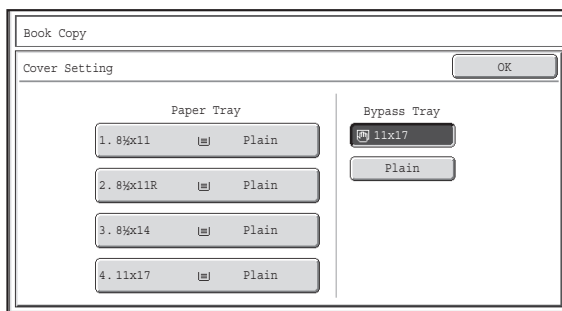 Book Copy
Cover Setting
OK
Paper Tray
1. 8½x11 Plain
2. 8½x11R Plain
3. 8½x14 Plain
4. 11x17 Plain
Bypass Tray
11x17
Plain